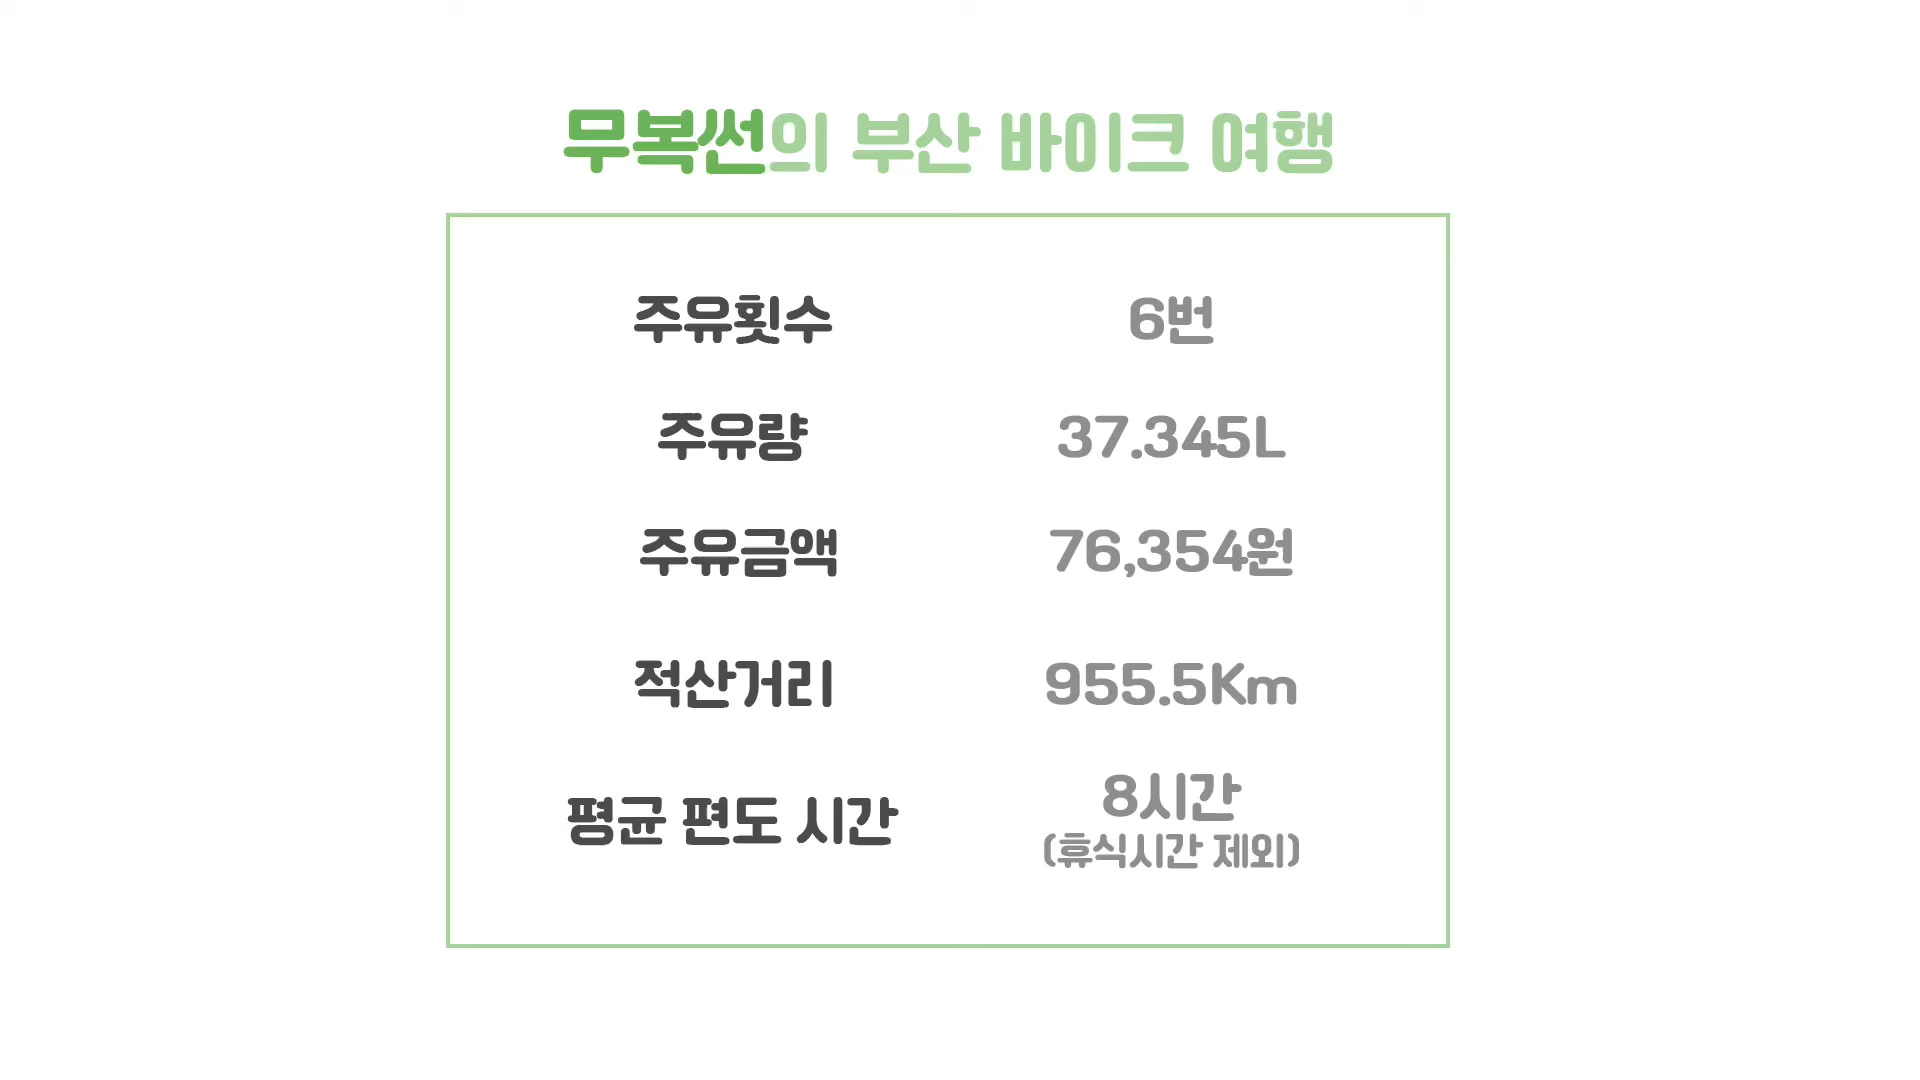 무복썬의 부산 바이크 여행
주유횟수 6번
주유량 37.345L
주유금액 76,354원
적산거리 955.5Km
평균 편도 시간 8시간
(휴식시간 제외)